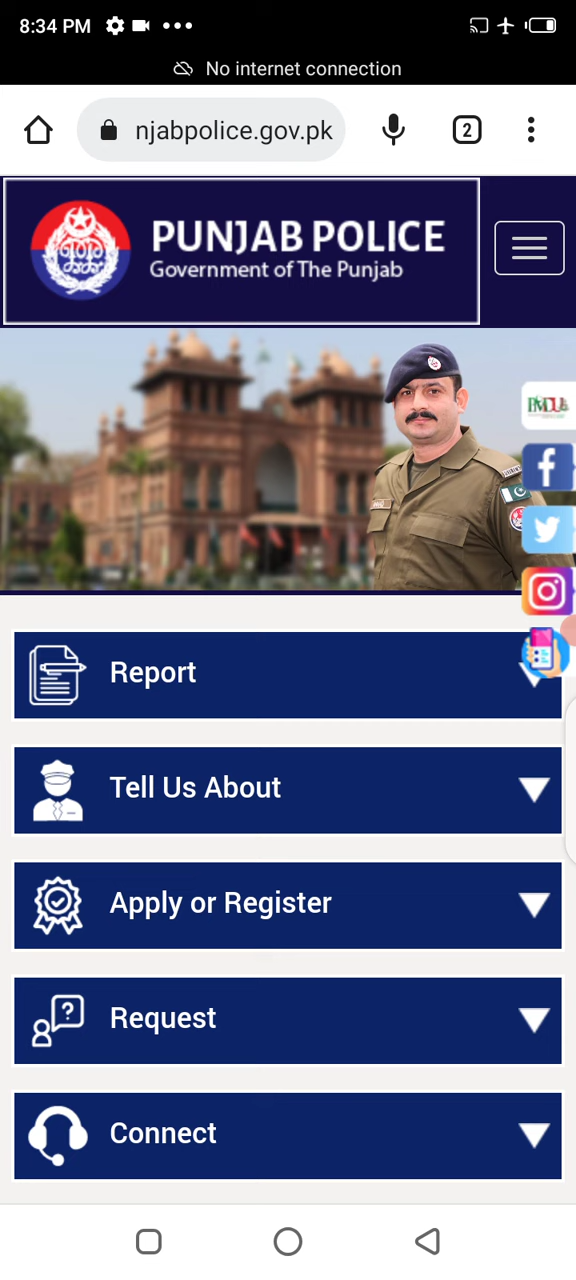 8:34 PM
No internet connection
njabpolice.gov.pk
2
PUNJAB POLICE
Government of The Punjab
Report
Tell Us About
Apply or Register
Request
Connect